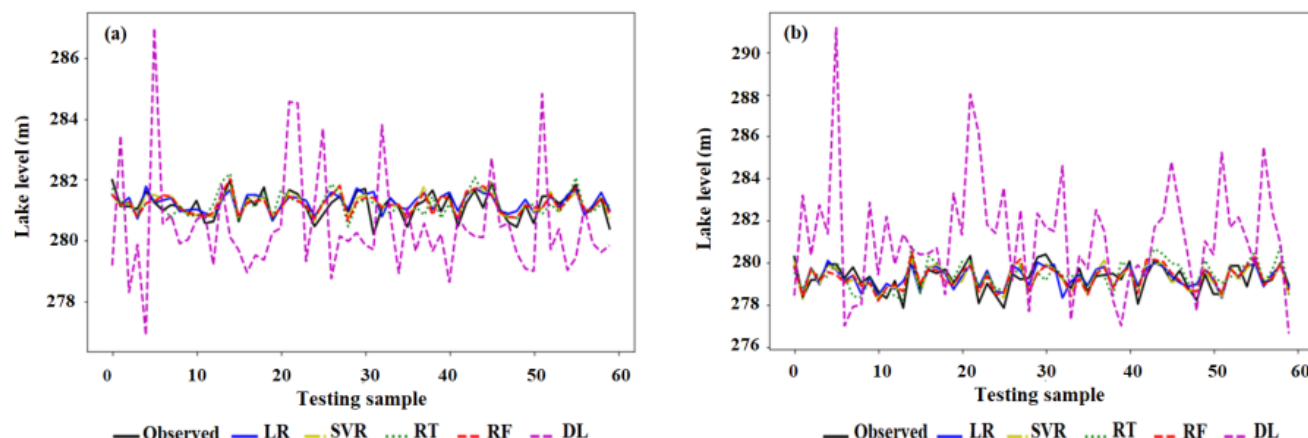 (a)
286
284
282
280
278
Lake level (m)
0 10 20 30 40 50 60
Testing sample
Observed LR SVR RT RF DL
(b)
290
288
286
284
282
280
278
276
Lake level (m)
0 10 20 30 40 50 60
Testing sample
Observed LR SVR RT RF DL